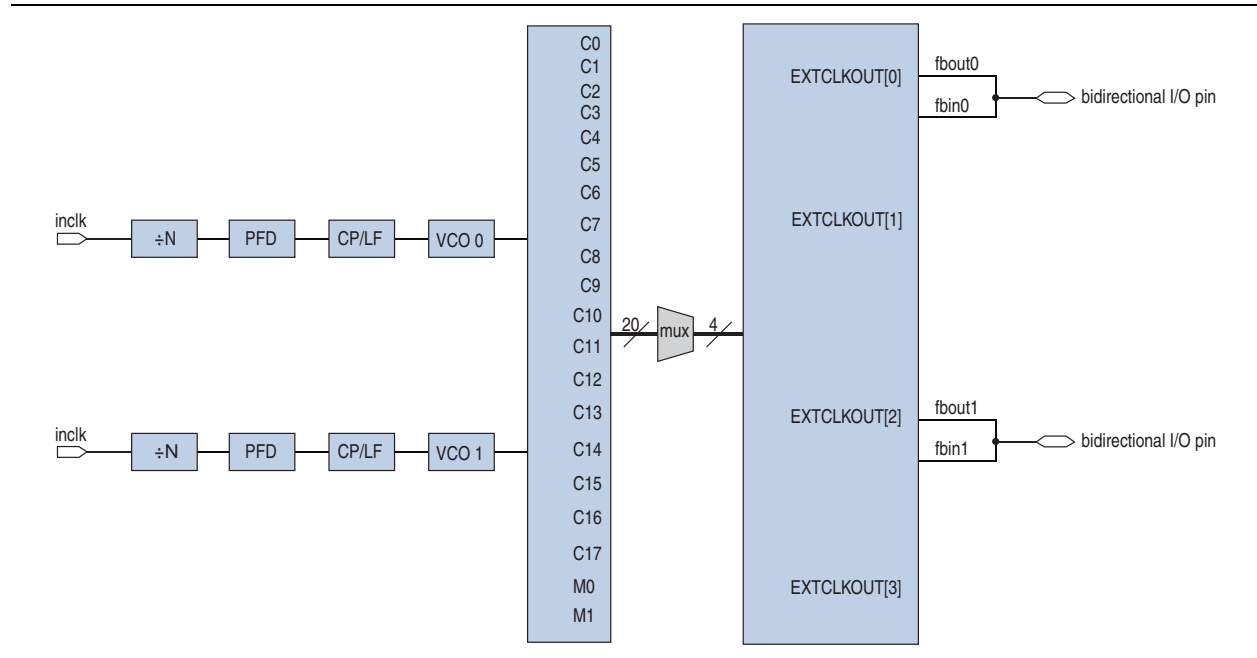 inclk
÷N
PFD
CP/LF
VCO 0
inclk
÷N
PFD
CP/LF
VCO 1
C0
C1
C2
C3
C4
C5
C6
C7
C8
C9
C10
C11
C12
C13
C14
C15
C16
C17
M0
M1
20
mux
4
EXTCLKOUT[0]
EXTCLKOUT[1]
EXTCLKOUT[2]
EXTCLKOUT[3]
fbout0
fbin0
bidirectional I/O pin
fbout1
fbin1
bidirectional I/O pin